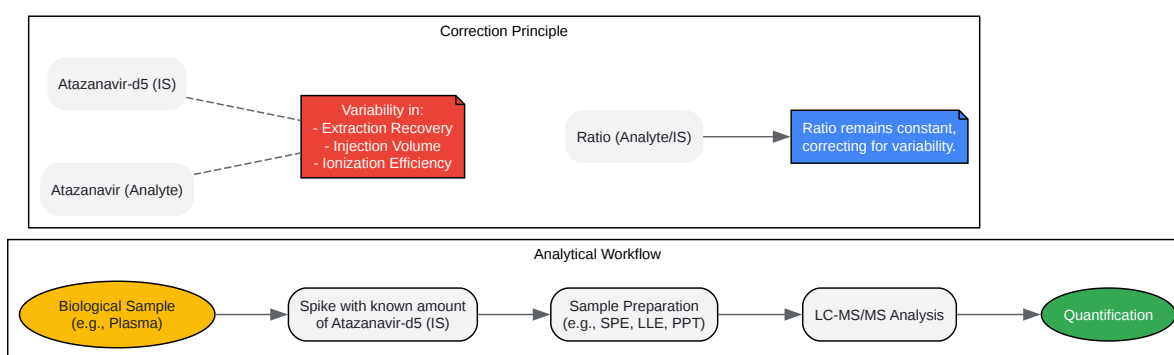 Correction Principle
Atazanavir-d5 (IS)
Atazanavir (Analyte)
Variability in:
- Extraction Recovery
- Injection Volume
- Ionization Efficiency
Ratio (Analyte/IS)
Ratio remains constant,
correcting for variability.
Analytical Workflow
Biological Sample
(e.g., Plasma)
Spike with known amount
of Atazanavir-d5 (IS)
Sample Preparation
(e.g., SPE, LLE, PPT)
LC-MS/MS Analysis
Quantification